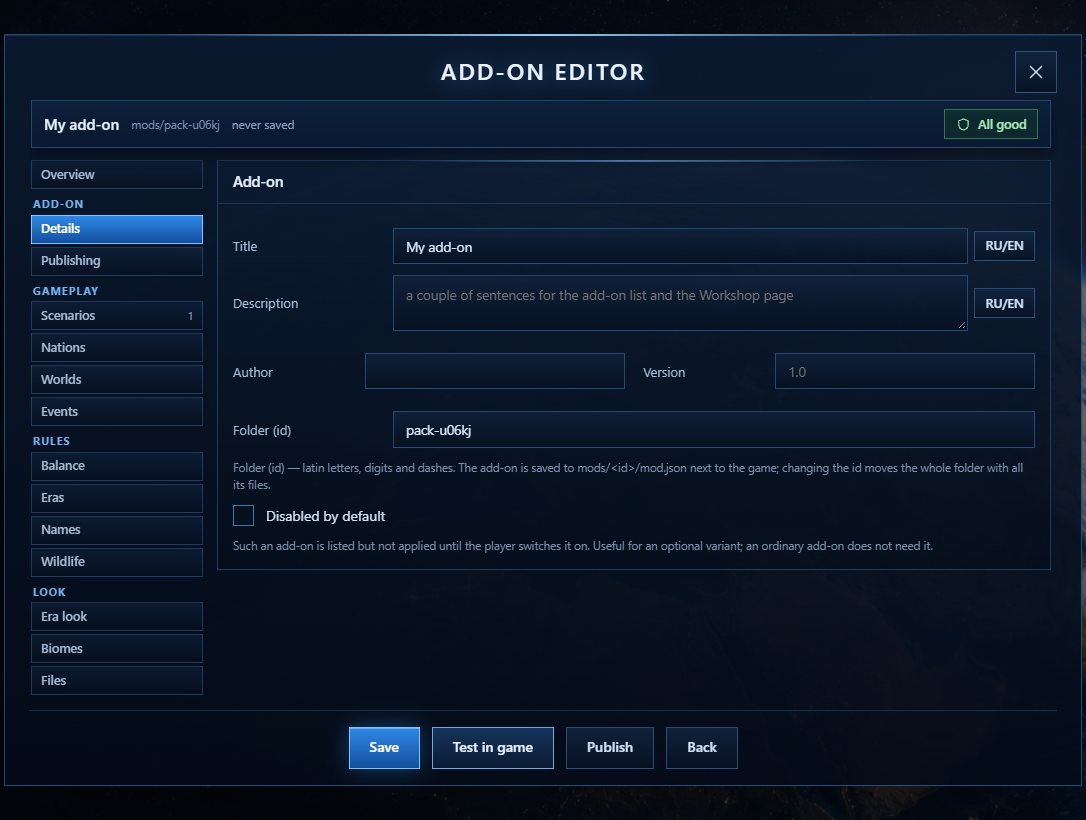 ADD-ON EDITOR
My add-on mods/pack-u06kj never saved All good
Overview
ADD-ON
Details
Publishing
GAMEPLAY
Scenarios 1
Nations
Worlds
Events
RULES
Balance
Eras
Names
Wildlife
LOOK
Era look
Biomes
Files
Add-on
Title My add-on RU/EN
Description a couple of sentences for the add-on list and the Workshop page RU/EN
Author Version 1.0
Folder (id) pack-u06kj
Folder (id) — latin letters, digits and dashes. The add-on is saved to mods/<id>/mod.json next to the game; changing the id moves the whole folder with all
its files.
Disabled by default
Such an add-on is listed but not applied until the player switches it on. Useful for an optional variant; an ordinary add-on does not need it.
Save Test in game Publish Back